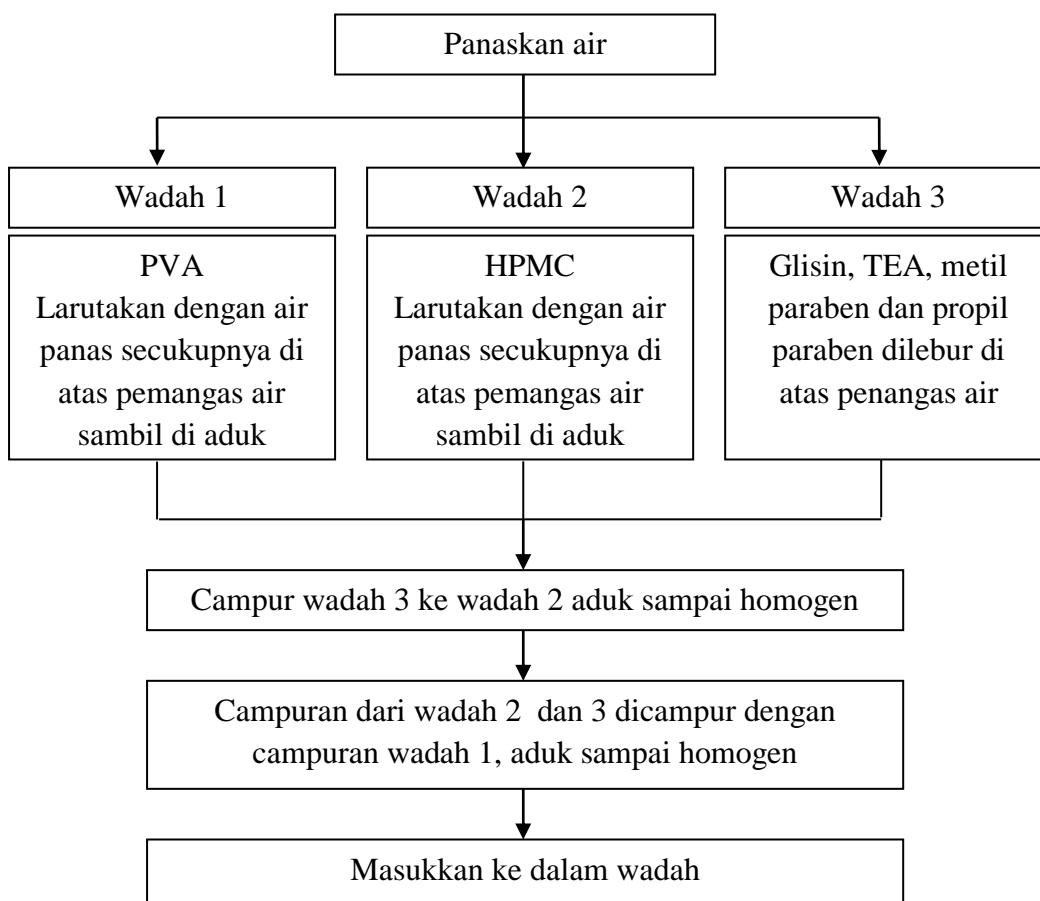 Panaskan air
Wadah 1
Wadah 2
Wadah 3
PVA
Larutakan dengan air
panas secukupnya di
atas pemangas air
sambil di aduk
HPMC
Larutakan dengan air
panas secukupnya di
atas pemangas air
sambil di aduk
Glisin, TEA, metil
paraben dan propil
paraben dilebur di
atas penangas air
Campur wadah 3 ke wadah 2 aduk sampai homogen
Campuran dari wadah 2  dan 3 dicampur dengan
campuran wadah 1, aduk sampai homogen
Masukkan ke dalam wadah